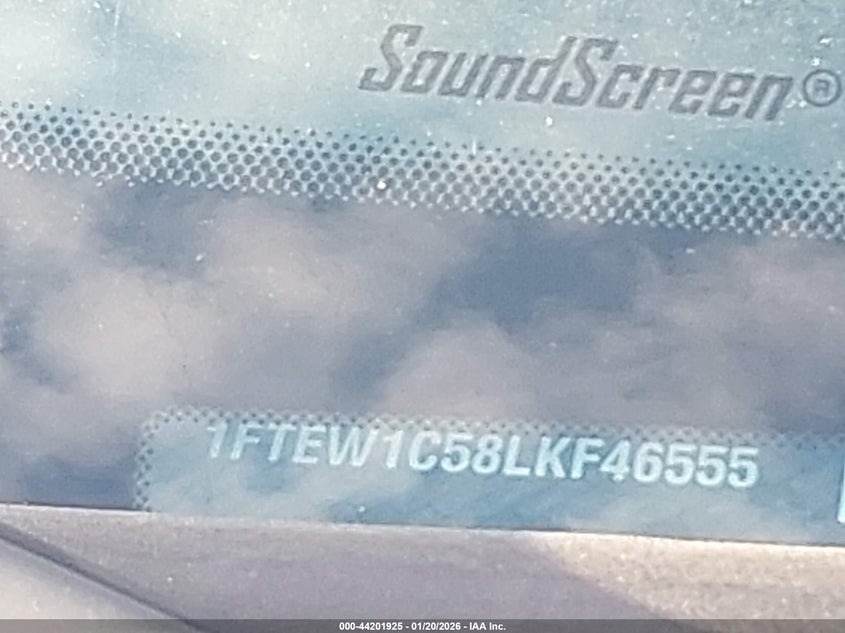 SoundScreen®
1FTEW1C58LKF46555
000-44201925 - 01/20/2026 - IAA Inc.